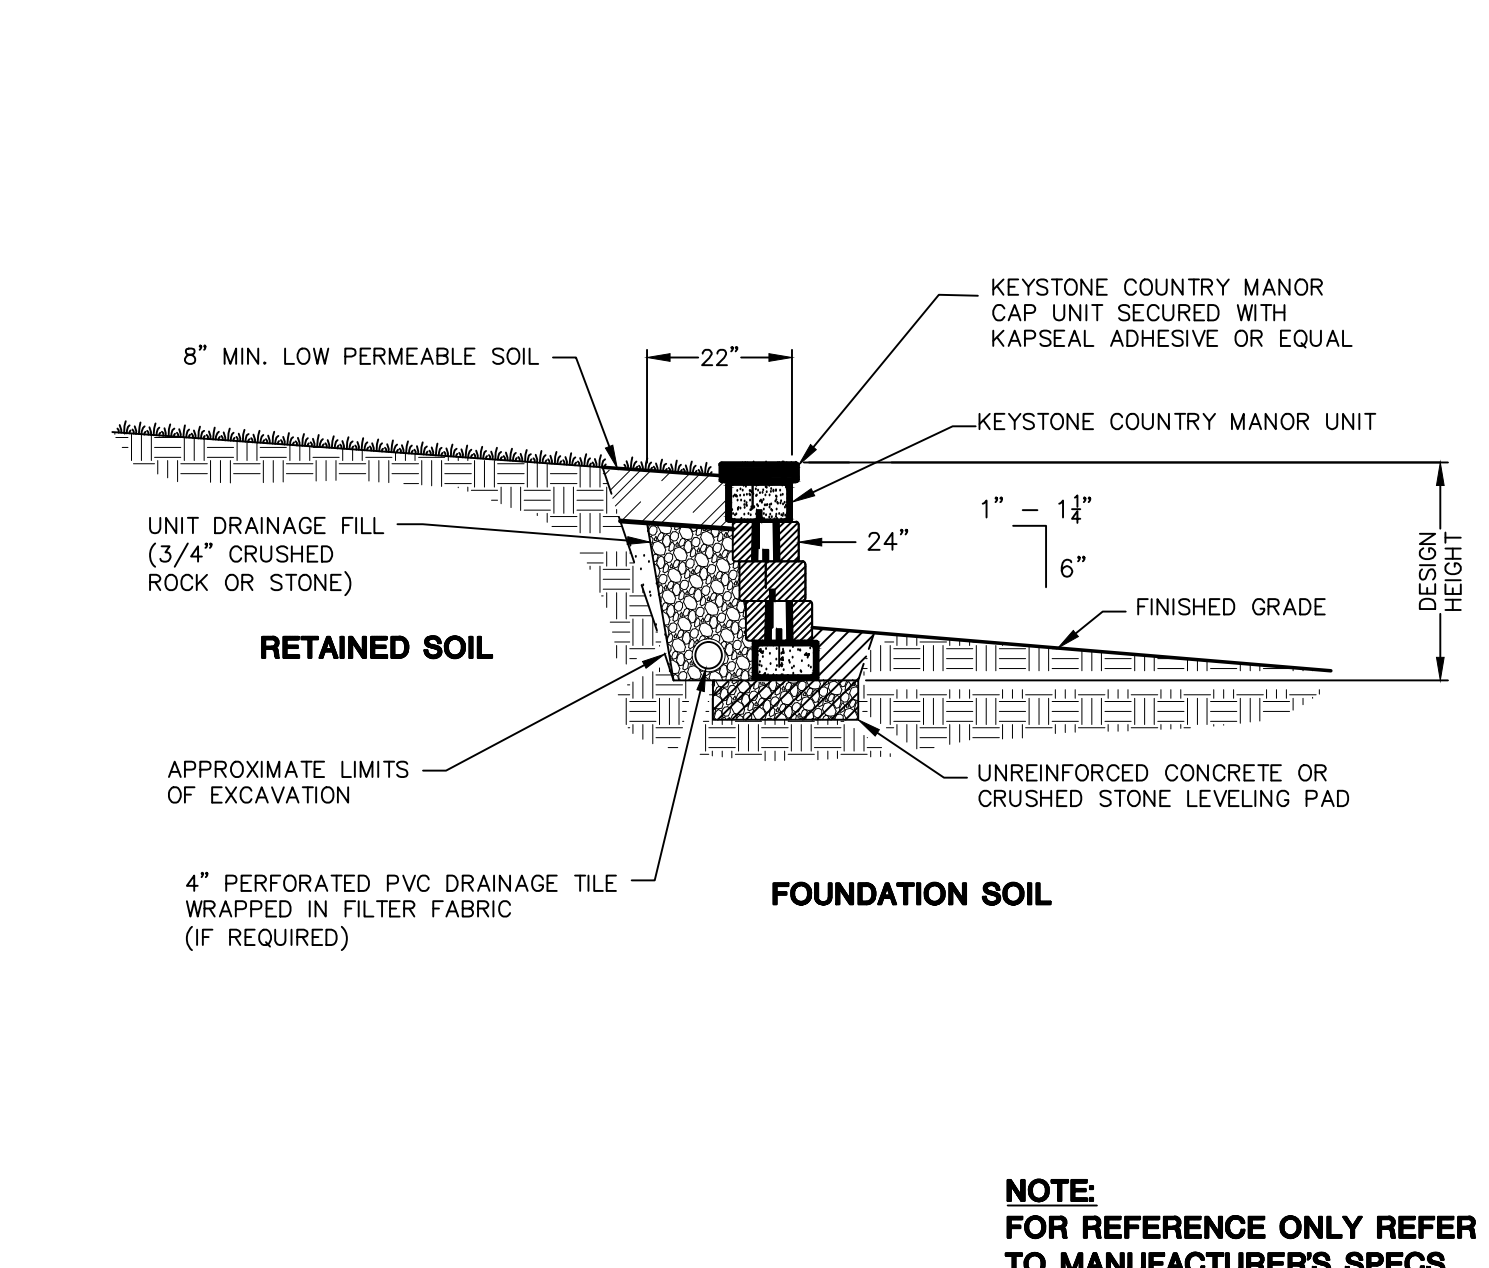 KEYSTONE COUNTRY MANOR
CAP UNIT SECURED WITH
KAPSEAL ADHESIVE OR EQUAL
8" MIN. LOW PERMEABLE SOIL
22"
KEYSTONE COUNTRY MANOR UNIT
UNIT DRAINAGE FILL
(3/4" CRUSHED
ROCK OR STONE)
1" – 1¼"
24"
6"
DESIGN
HEIGHT
FINISHED GRADE
RETAINED SOIL
APPROXIMATE LIMITS
OF EXCAVATION
UNREINFORCED CONCRETE OR
CRUSHED STONE LEVELING PAD
4" PERFORATED PVC DRAINAGE TILE
WRAPPED IN FILTER FABRIC
(IF REQUIRED)
FOUNDATION SOIL
NOTE:
FOR REFERENCE ONLY REFER
TO MANUFACTURER'S SPECS